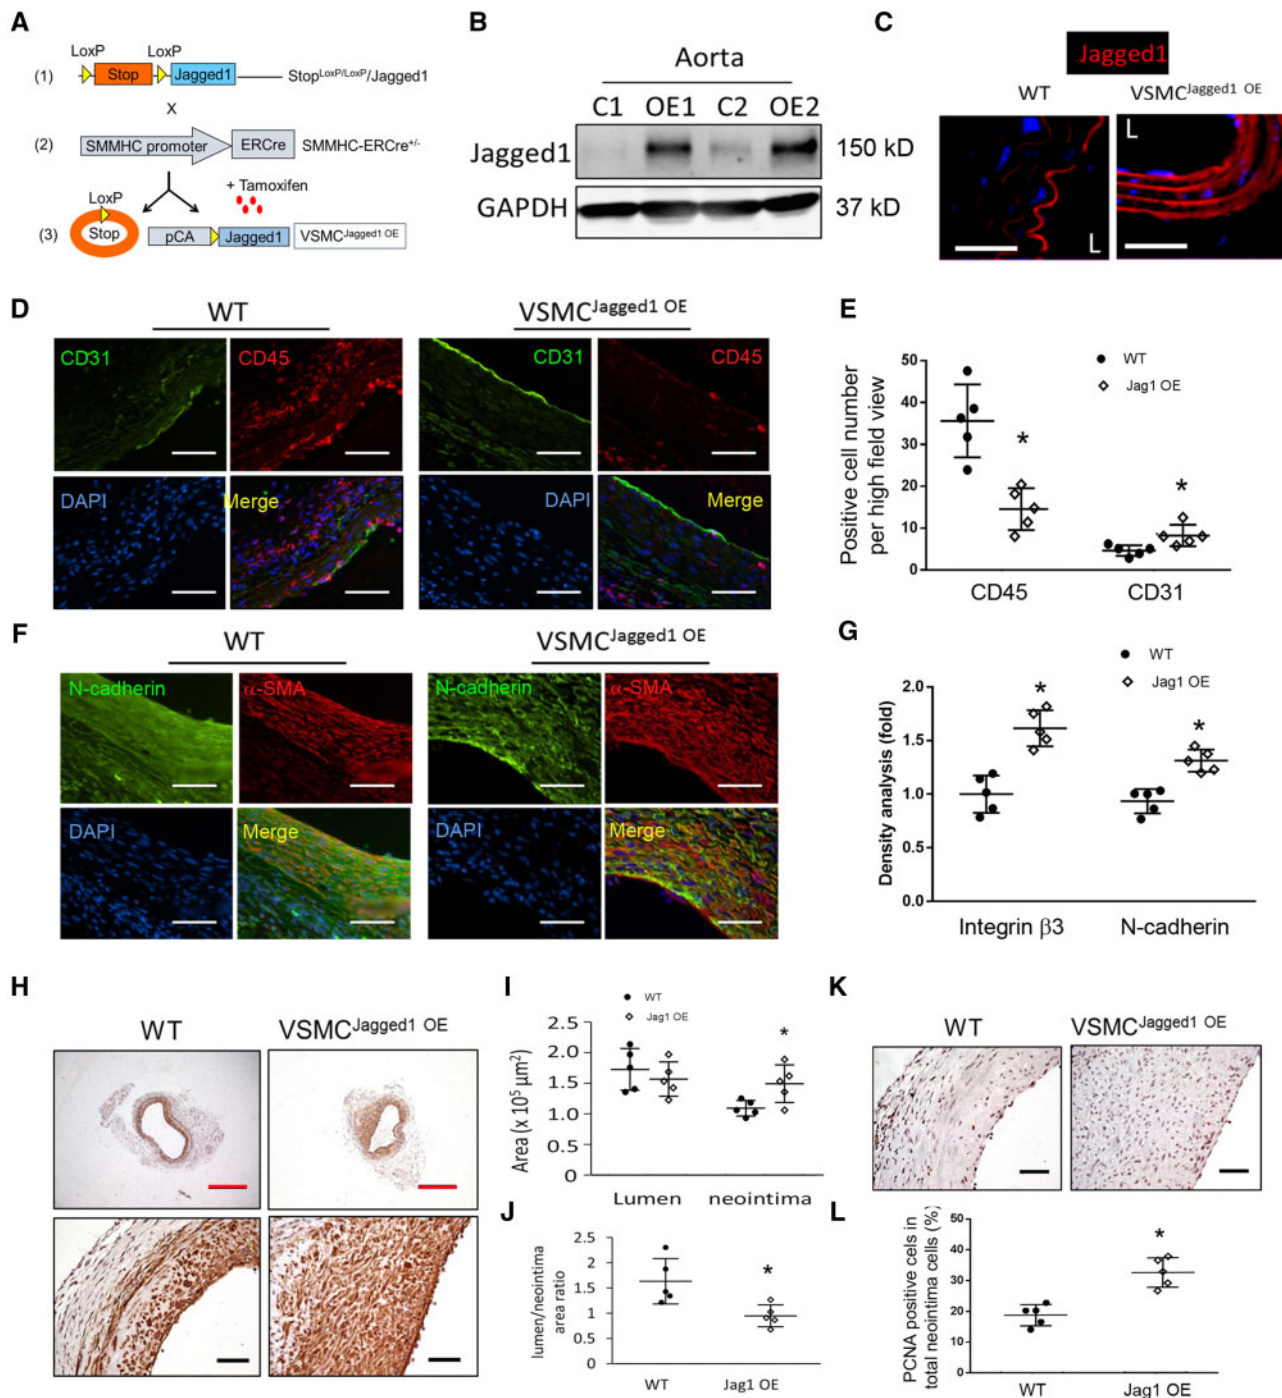 A
LoxP LoxP
(1) Stop Jagged1 Stop^LoxP/LoxP/Jagged1
X
(2) SMMHC promoter ERCre SMMHC-ERCre+/-
+ Tamoxifen
LoxP
(3) Stop pCA Jagged1 VSMC^Jagged1 OE
B
Aorta
C1 OE1 C2 OE2
Jagged1 150 kD
GAPDH 37 kD
C
Jagged1
WT VSMC^Jagged1 OE
L L
D
WT VSMC^Jagged1 OE
CD31 CD45 CD31 CD45
DAPI Merge DAPI Merge
E
WT
Jag1 OE
Positive cell number
per high field view
50
40
30
20
10
0
* *
CD45 CD31
F
WT VSMC^Jagged1 OE
N-cadherin α-SMA N-cadherin α-SMA
DAPI Merge DAPI Merge
G
WT
Jag1 OE
Density analysis (fold)
2.0
1.5
1.0
0.5
0.0
* *
Integrin β3 N-cadherin
H
WT VSMC^Jagged1 OE
I
WT
Jag1 OE
Area (x 10⁵ µm²)
2.5
2.0
1.5
1.0
0.5
0
*
Lumen neointima
J
lumen/neointima
area ratio
2.5
2
1.5
1
0.5
0
*
WT Jag1 OE
K
WT VSMC^Jagged1 OE
L
PCNA positive cels in
total neointima cells (%)
50
40
30
20
10
0
*
WT Jag1 OE